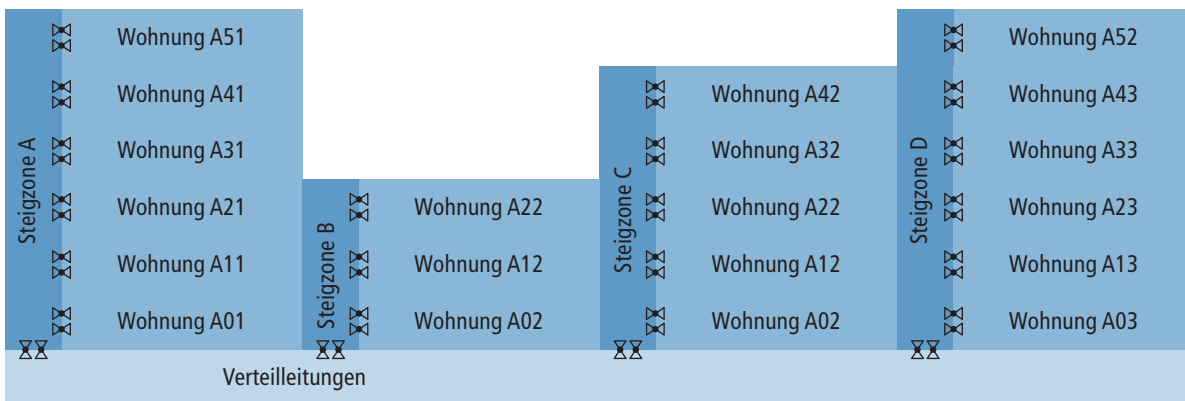 Wohnung A51
Wohnung A52
Wohnung A41
Wohnung A42
Wohnung A43
Wohnung A31
Wohnung A32
Wohnung A33
Steigzone A
Steigzone B
Steigzone C
Steigzone D
Wohnung A21
Wohnung A22
Wohnung A22
Wohnung A23
Wohnung A11
Wohnung A12
Wohnung A12
Wohnung A13
Wohnung A01
Wohnung A02
Wohnung A02
Wohnung A03
Verteilleitungen